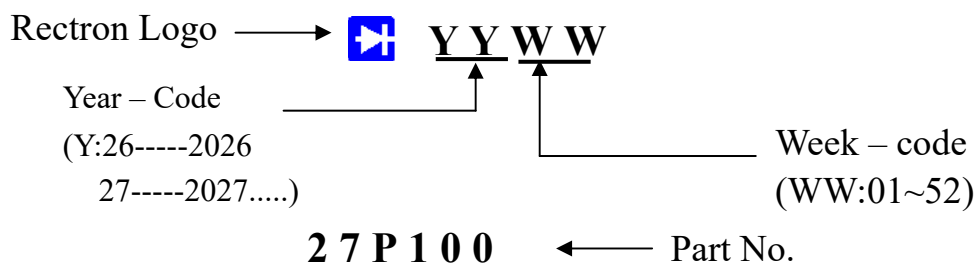 Rectron Logo Y Y W W
Year – Code
(Y:26-----2026
27-----2027.....)
Week – code
(WW:01~52)
2 7 P 1 0 0 Part No.